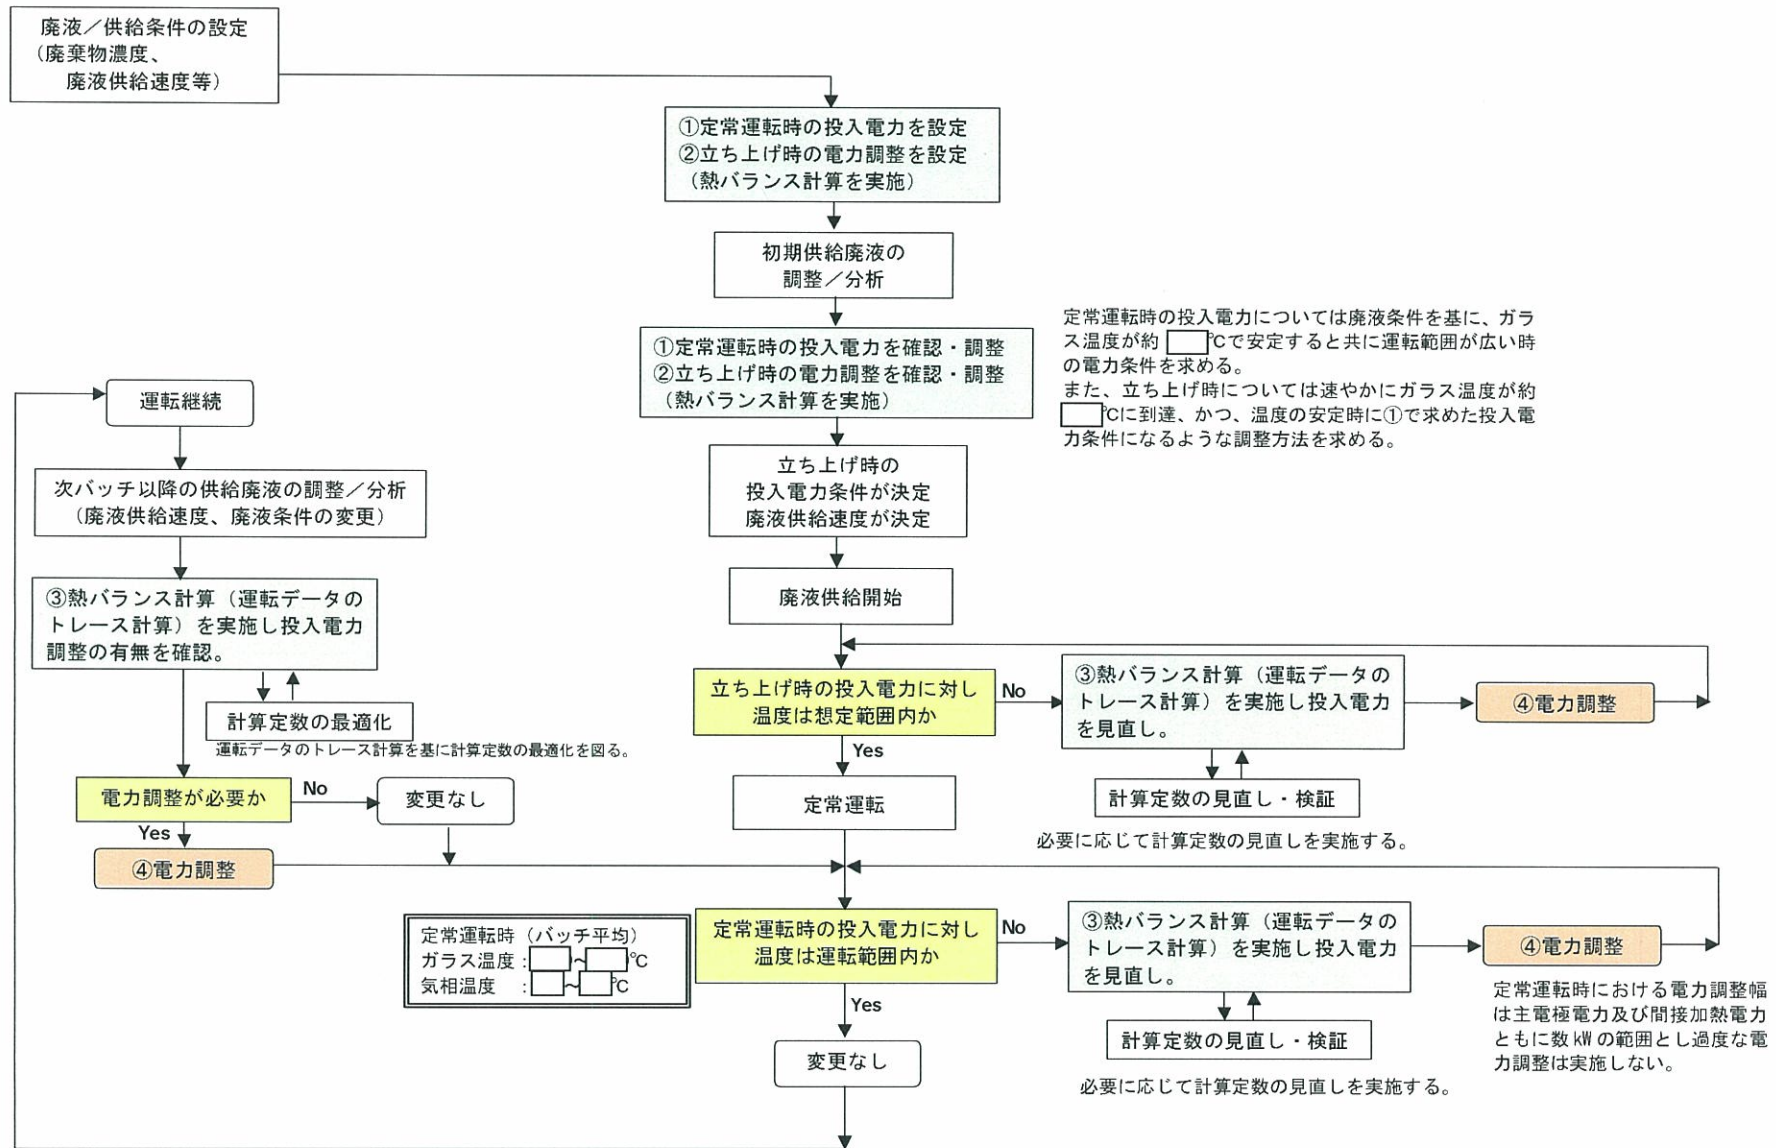 廃液／供給条件の設定
（廃棄物濃度、
廃液供給速度等）
①定常運転時の投入電力を設定
②立ち上げ時の電力調整を設定
（熱バランス計算を実施）
初期供給廃液の
調整／分析
①定常運転時の投入電力を確認・調整
②立ち上げ時の電力調整を確認・調整
（熱バランス計算を実施）
定常運転時の投入電力については廃液条件を基に、ガラ
ス温度が約 ℃で安定すると共に運転範囲が広い時
の電力条件を求める。
また、立ち上げ時については速やかにガラス温度が約
℃に到達、かつ、温度の安定時に①で求めた投入電
力条件になるような調整方法を求める。
立ち上げ時の
投入電力条件が決定
廃液供給速度が決定
廃液供給開始
立ち上げ時の投入電力に対し
温度は想定範囲内か
No
③熱バランス計算（運転データの
トレース計算）を実施し投入電力
を見直し。
④電力調整
計算定数の見直し・検証
必要に応じて計算定数の見直しを実施する。
Yes
定常運転
運転継続
次バッチ以降の供給廃液の調整／分析
（廃液供給速度、廃液条件の変更）
③熱バランス計算（運転データの
トレース計算）を実施し投入電力
調整の有無を確認。
計算定数の最適化
運転データのトレース計算を基に計算定数の最適化を図る。
電力調整が必要か
No
変更なし
Yes
④電力調整
定常運転時（バッチ平均）
ガラス温度：～℃
気相温度　：～℃
定常運転時の投入電力に対し
温度は運転範囲内か
No
③熱バランス計算（運転データの
トレース計算）を実施し投入電力
を見直し。
④電力調整
計算定数の見直し・検証
必要に応じて計算定数の見直しを実施する。
定常運転時における電力調整幅
は主電極電力及び間接加熱電力
ともに数kWの範囲とし過度な電
力調整は実施しない。
Yes
変更なし